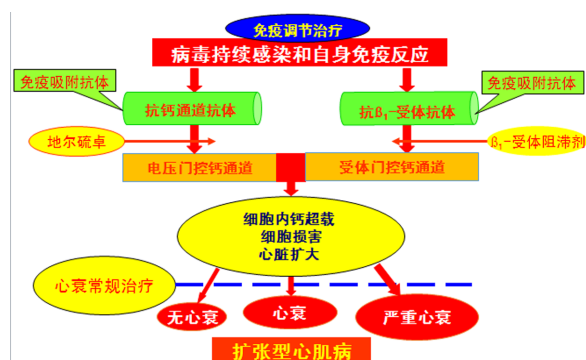 免疫调节治疗
病毒持续感染和自身免疫反应
免疫吸附抗体
免疫吸附抗体
抗钙通道抗体
抗ß₁-受体抗体
地尔硫卓
ß₁-受体阻滞剂
电压门控钙通道
受体门控钙通道
细胞内钙超载
细胞损害
心脏扩大
心衰常规治疗
无心衰
心衰
严重心衰
扩张型心肌病